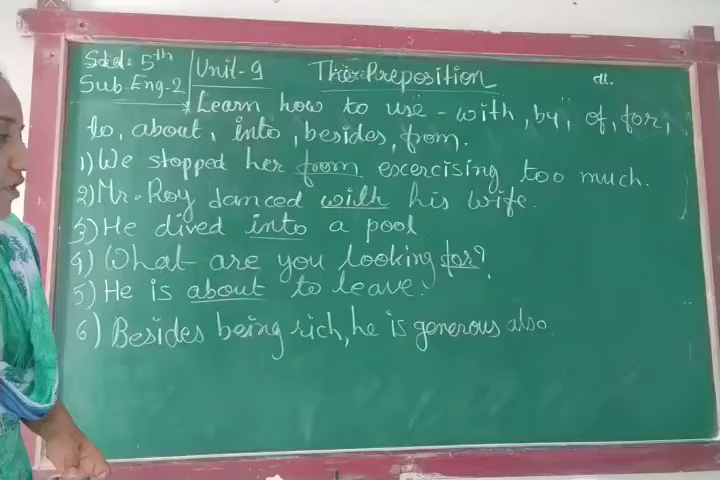 Std: 5th
Sub. Eng-2
Unit-9
The Preposition
dt.
* Learn how to use - with, by, of, for,
to, about, into, besides, from.
1) We stopped her from excercising too much.
2) Mr. Roy danced with his wife.
3) He dived into a pool
4) What are you looking for?
5) He is about to leave.
6) Besides being rich, he is generous also.